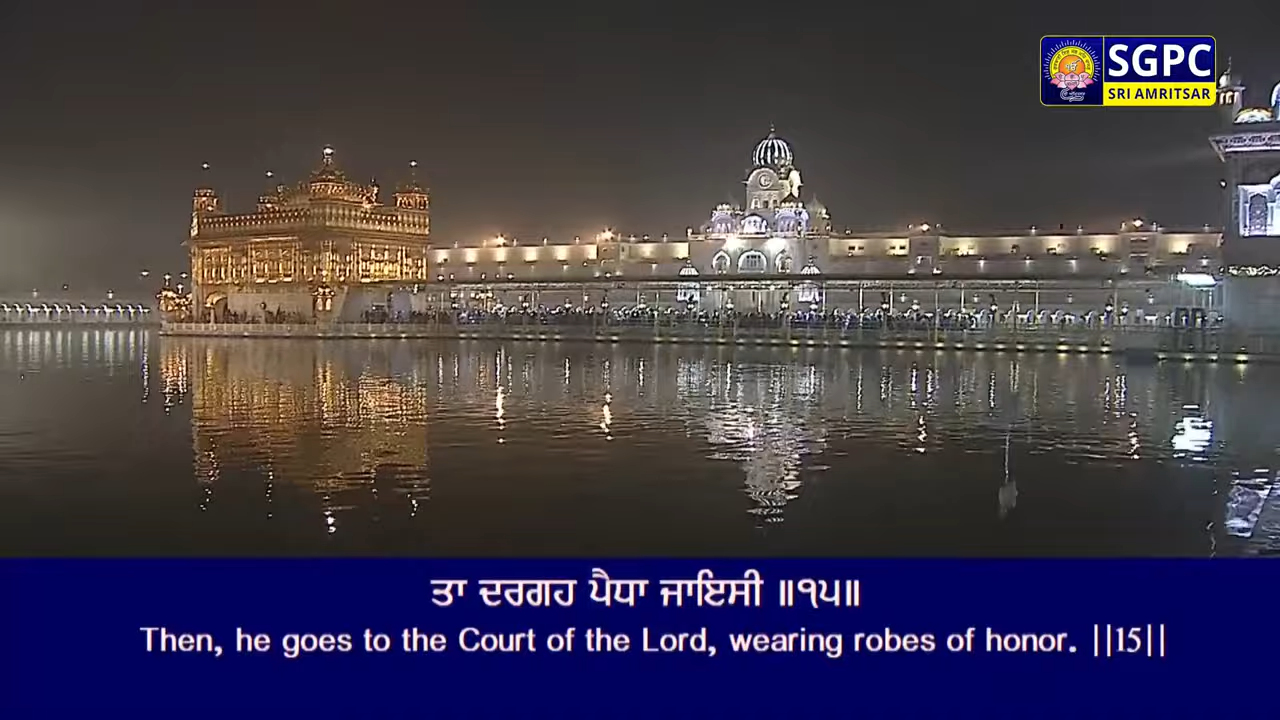 SGPC
SRI AMRITSAR
ਤਾ ਦਰਗਹ ਪੈਧਾ ਜਾਇਸੀ ॥੧੫॥
Then, he goes to the Court of the Lord, wearing robes of honor. ||15||